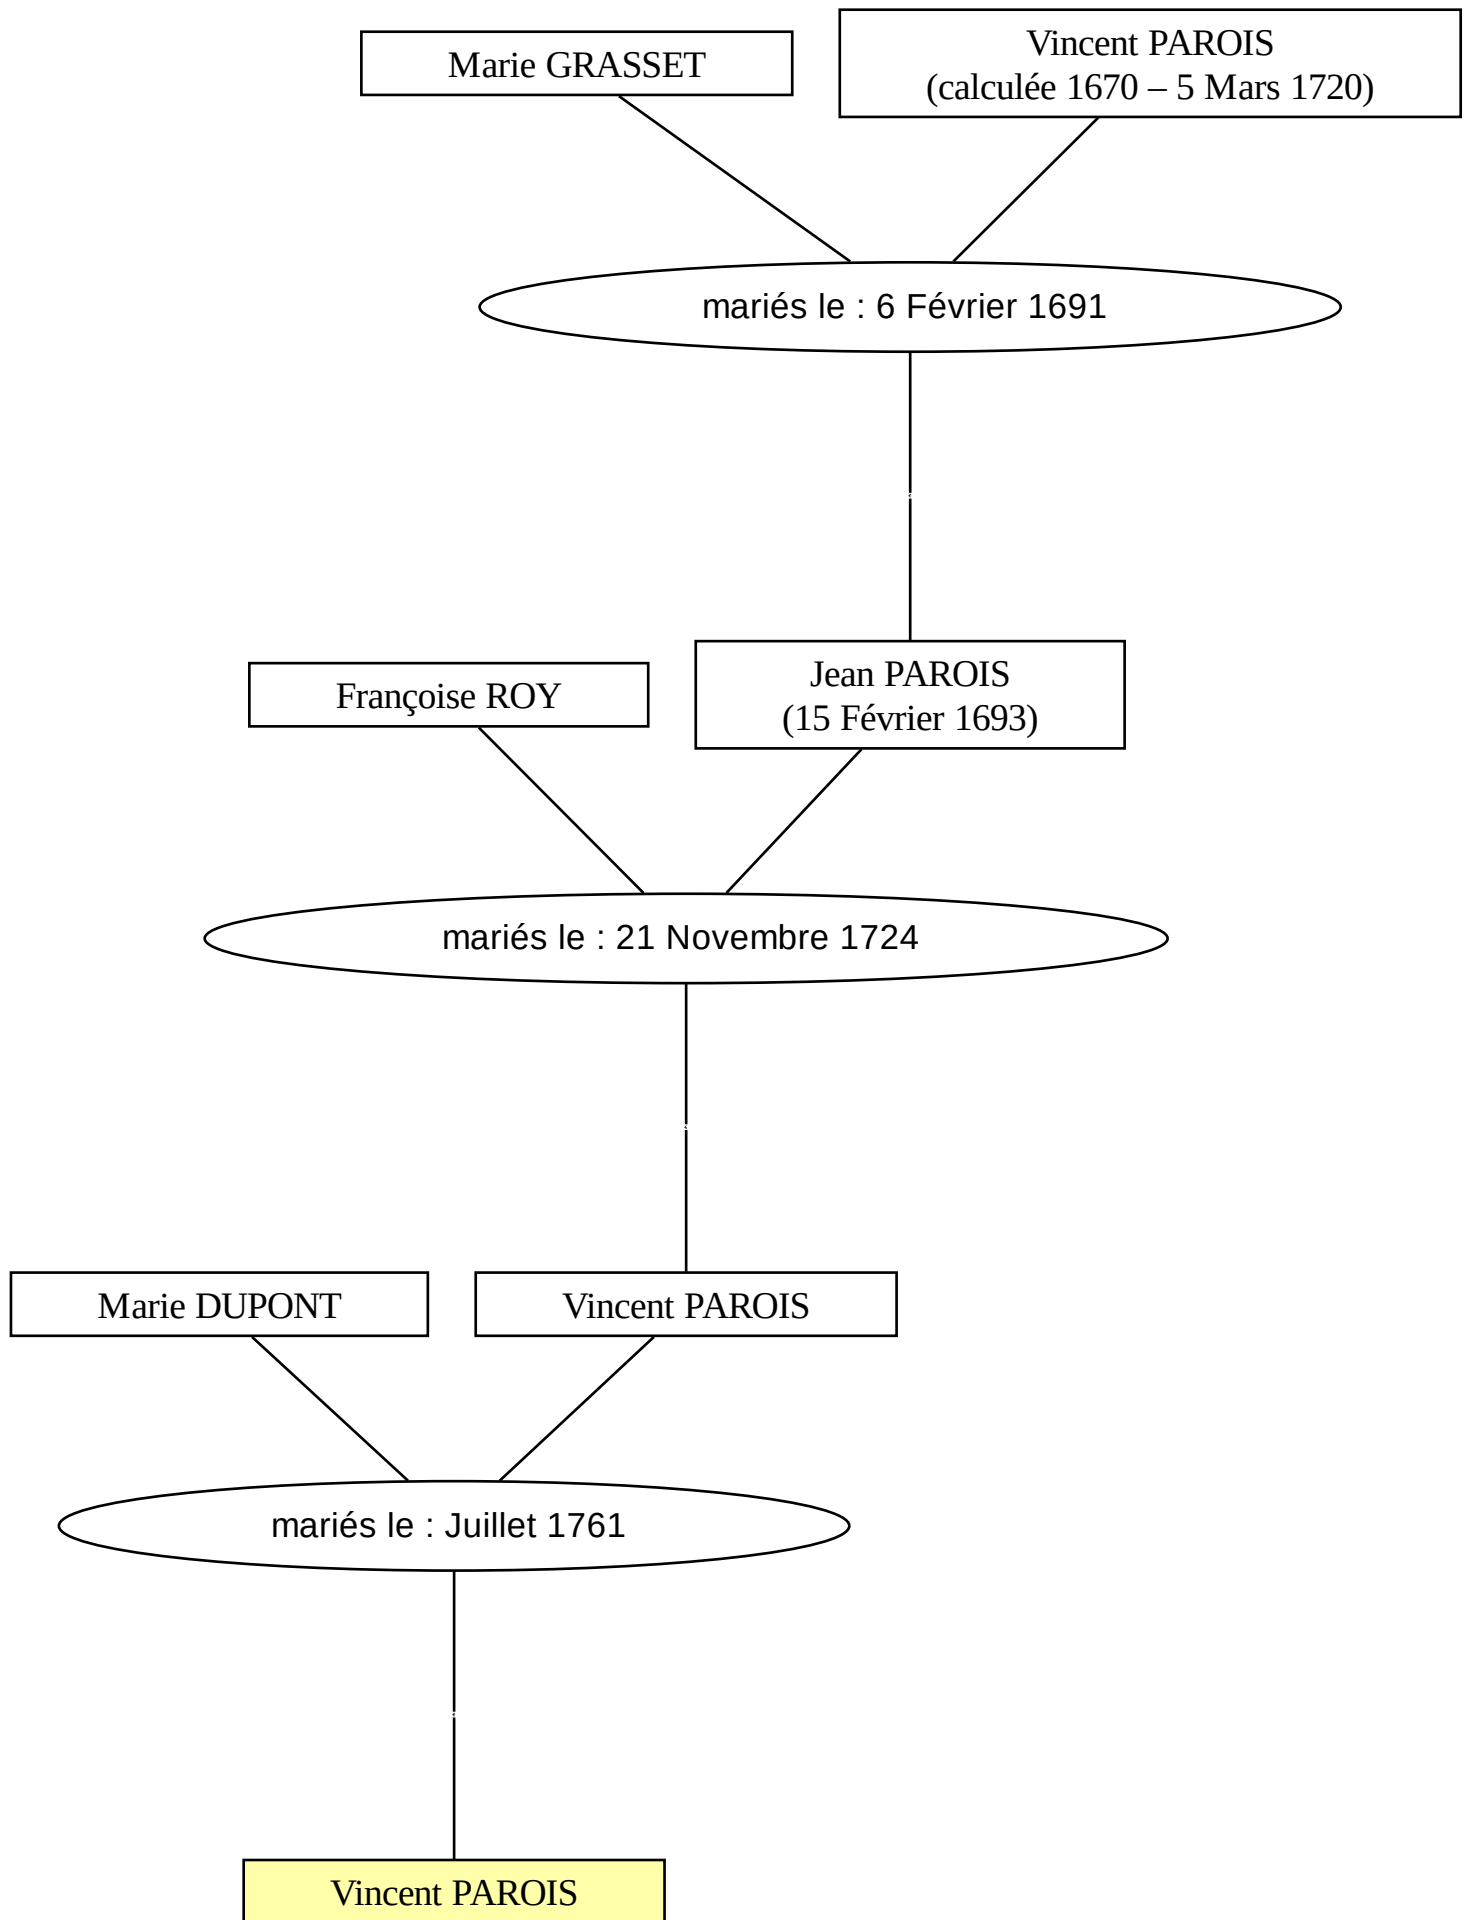 Marie GRASSET
Vincent PAROIS
(calculée 1670 – 5 Mars 1720)
mariés le : 6 Février 1691
Françoise ROY
Jean PAROIS
(15 Février 1693)
mariés le : 21 Novembre 1724
Marie DUPONT
Vincent PAROIS
mariés le : Juillet 1761
Vincent PAROIS